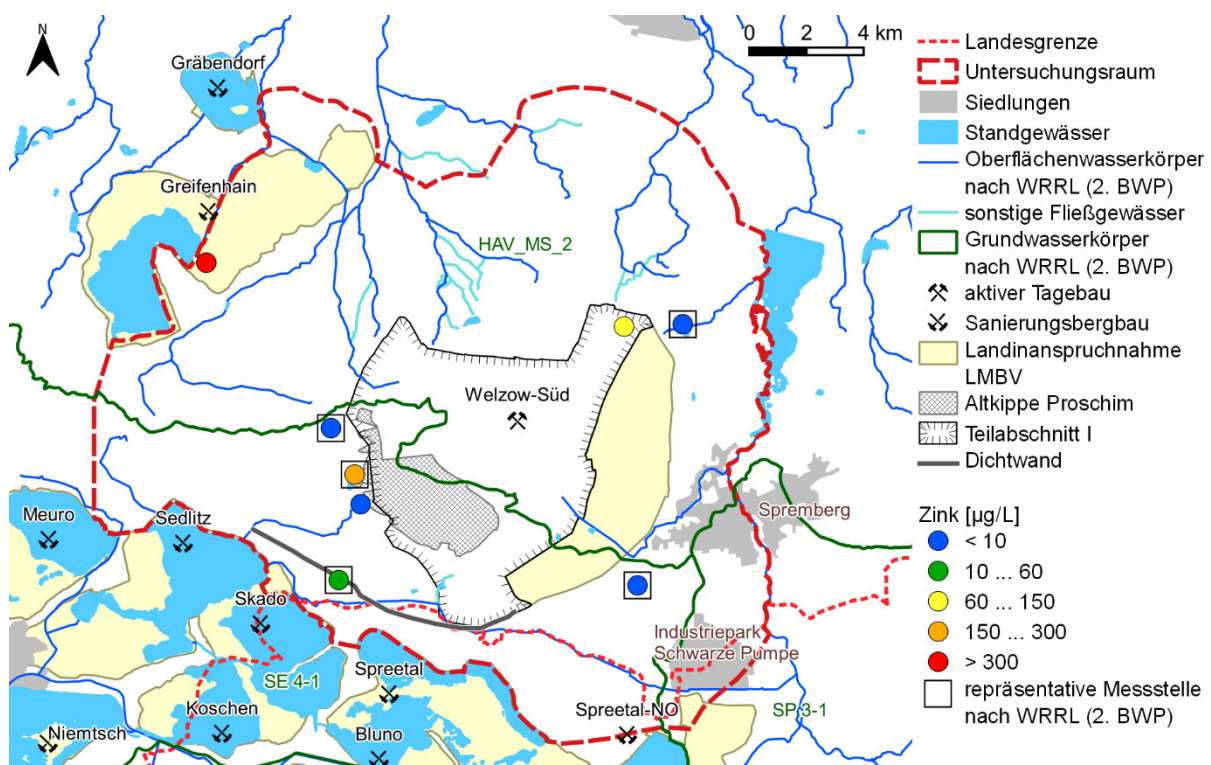 N
0 2 4 km
Gräbendorf
Greifenhain
HAV_MS_2
Welzow-Süd
Meuro
Sedlitz
Spremberg
Skado
Industriepark
Schwarze Pumpe
SE 4-1
Spreetal
Koschen
Spreetal-NO
SP 3-1
Niemtsch
Bluno
Landesgrenze
Untersuchungsraum
Siedlungen
Standgewässer
Oberflächenwasserkörper
nach WRRL (2. BWP)
sonstige Fließgewässer
Grundwasserkörper
nach WRRL (2. BWP)
aktiver Tagebau
Sanierungsbergbau
Landinanspruchnahme
LMBV
Altkippe Proschim
Teilabschnitt I
Dichtwand
Zink [µg/L]
< 10
10 ... 60
60 ... 150
150 ... 300
> 300
repräsentative Messstelle
nach WRRL (2. BWP)